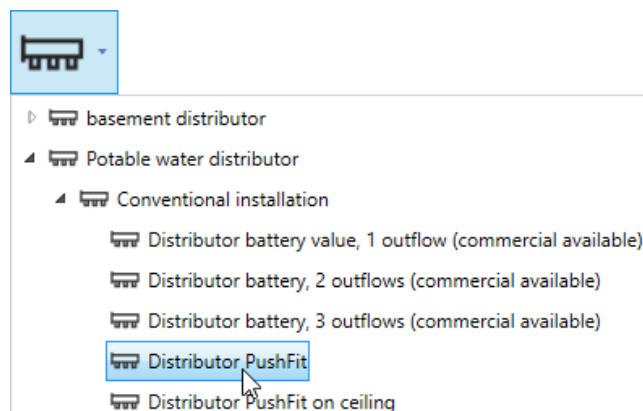 basement distributor
Potable water distributor
Conventional installation
Distributor battery value, 1 outflow (commercial available)
Distributor battery, 2 outflows (commercial available)
Distributor battery, 3 outflows (commercial available)
Distributor PushFit
Distributor PushFit on ceiling